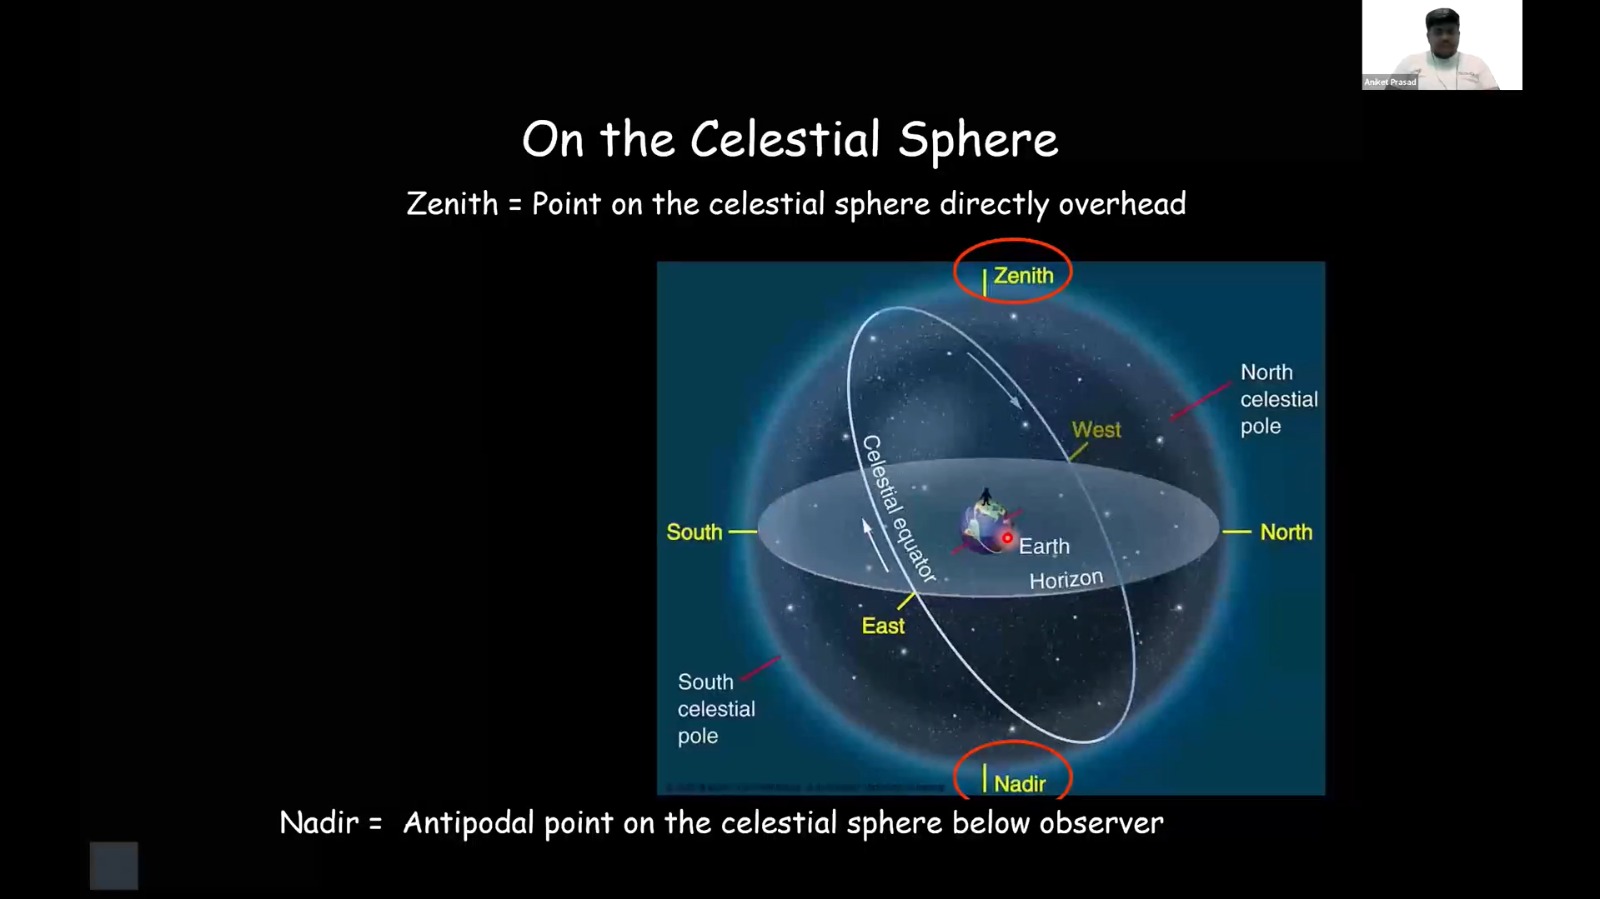 Aniket Prasad
On the Celestial Sphere
Zenith = Point on the celestial sphere directly overhead
Zenith
North
celestial
pole
West
Celestial equator
South
North
Earth
Horizon
East
South
celestial
pole
Nadir
Nadir = Antipodal point on the celestial sphere below observer